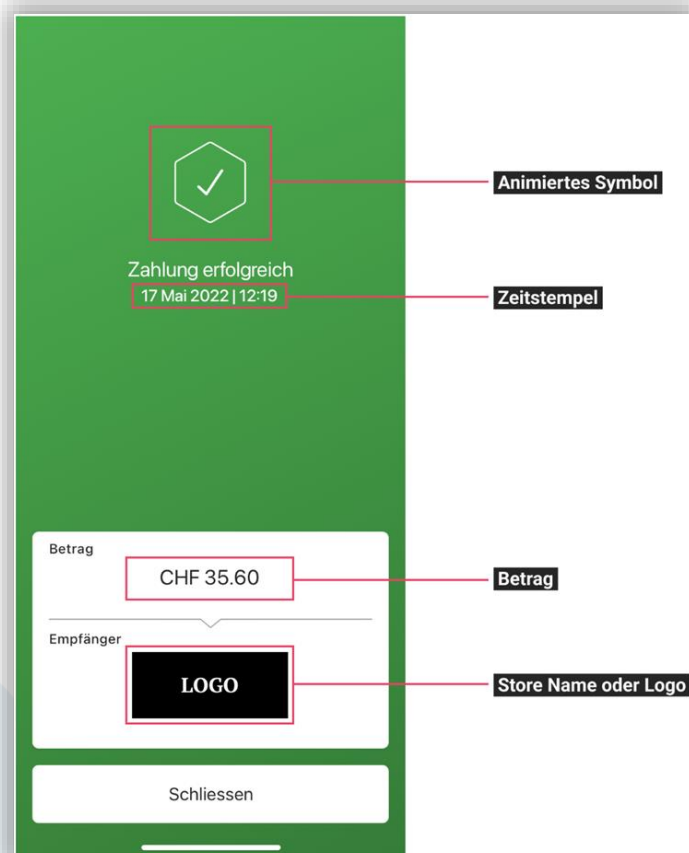 Animiertes Symbol
Zahlung erfolgreich
17 Mai 2022 | 12:19
Zeitstempel
Betrag
CHF 35.60
Betrag
Empfänger
LOGO
Store Name oder Logo
Schliessen